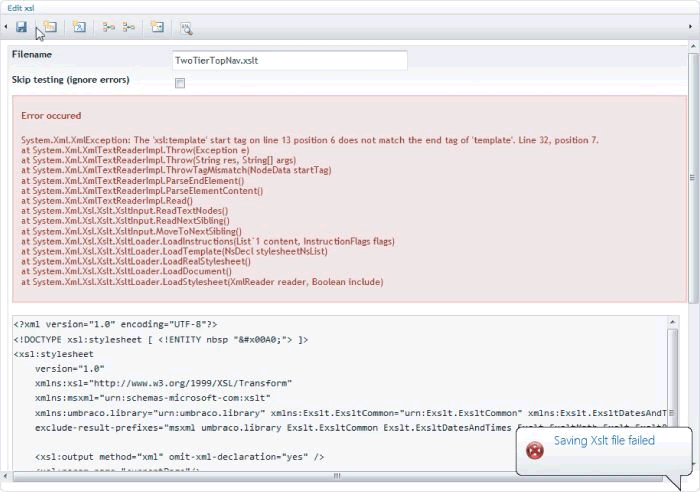 Edit xsl
Filename
TwoTierTopNav.xslt
Skip testing (ignore errors)
Error occured
System.Xml.XmlException: The 'xsl:template' start tag on line 13 position 6 does not match the end tag of 'template'. Line 32, position 7.
at System.Xml.XmlTextReaderImpl.Throw(Exception e)
at System.Xml.XmlTextReaderImpl.Throw(String res, String[] args)
at System.Xml.XmlTextReaderImpl.ThrowTagMismatch(NodeData startTag)
at System.Xml.XmlTextReaderImpl.ParseEndElement()
at System.Xml.XmlTextReaderImpl.ParseElementContent()
at System.Xml.XmlTextReaderImpl.Read()
at System.Xml.Xsl.Xslt.XsltInput.ReadTextNodes()
at System.Xml.Xsl.Xslt.XsltInput.ReadNextSibling()
at System.Xml.Xsl.Xslt.XsltInput.MoveToNextSibling()
at System.Xml.Xsl.Xslt.XsltLoader.LoadInstructions(List`1 content, InstructionFlags flags)
at System.Xml.Xsl.Xslt.XsltLoader.LoadTemplate(NsDecl stylesheetNsList)
at System.Xml.Xsl.Xslt.XsltLoader.LoadRealStylesheet()
at System.Xml.Xsl.Xslt.XsltLoader.LoadDocument()
at System.Xml.Xsl.Xslt.XsltLoader.LoadStylesheet(XmlReader reader, Boolean include)
<?xml version="1.0" encoding="UTF-8"?>
<!DOCTYPE xsl:stylesheet [ <!ENTITY nbsp "&#x00A0;"> ]>
<xsl:stylesheet
version="1.0"
xmlns:xsl="http://www.w3.org/1999/XSL/Transform"
xmlns:msxml="urn:schemas-microsoft-com:xslt"
xmlns:umbraco.library="urn:umbraco.library" xmlns:Exslt.ExsltCommon="urn:Exslt.ExsltCommon" xmlns:Exslt.ExsltDatesAndT
exclude-result-prefixes="msxml umbraco.library Exslt.ExsltCommon Exslt.ExsltDatesAndTimes
<xsl:output method="xml" omit-xml-declaration="yes" />
<xsl:param name="currentPage"/>
Saving Xslt file failed